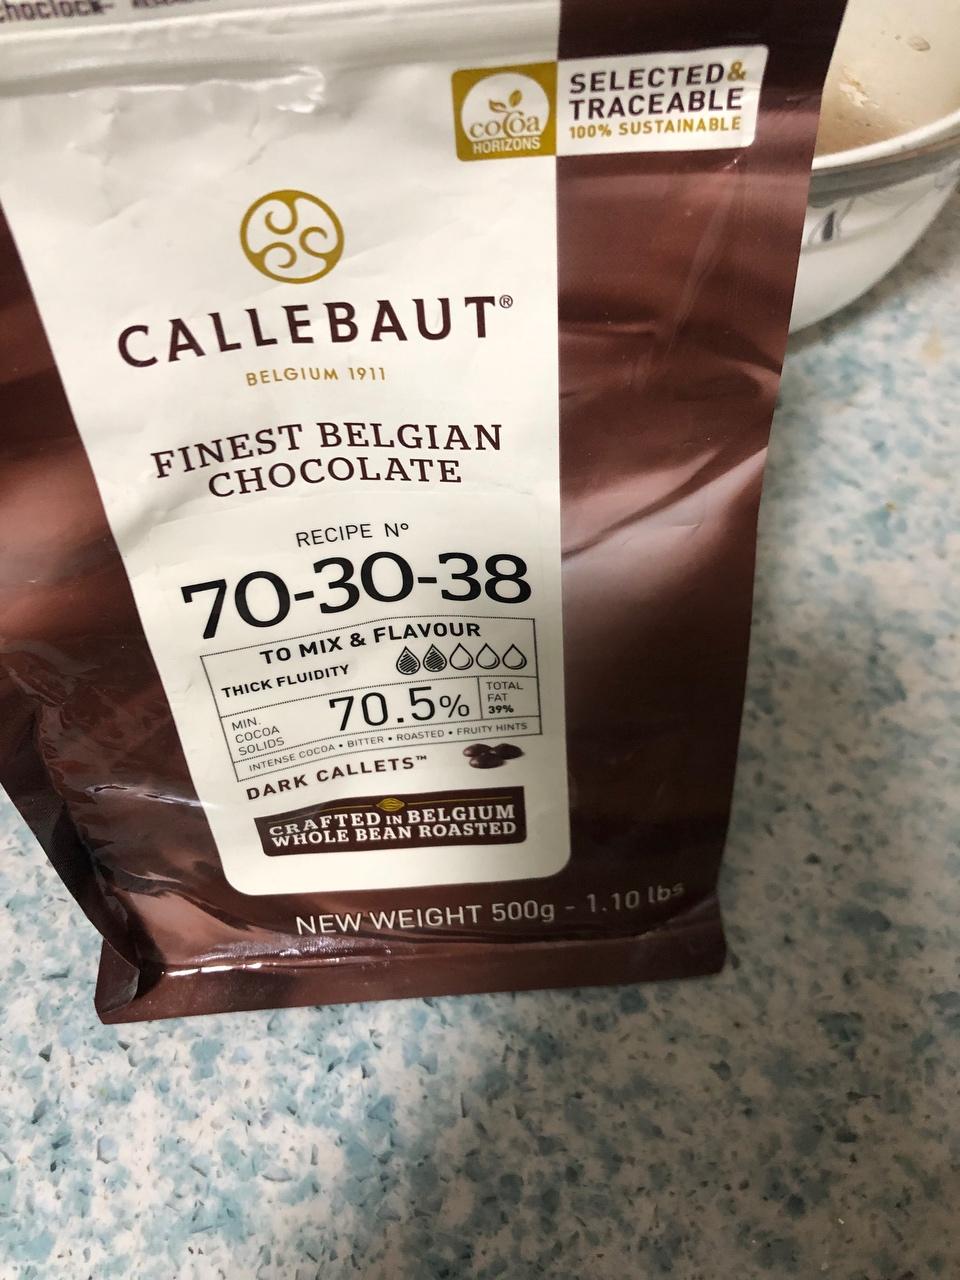 cocoa
HORIZONS
SELECTED &
TRACEABLE
100% SUSTAINABLE
CALLEBAUT®
BELGIUM 1911
FINEST BELGIAN
CHOCOLATE
RECIPE Nº
70-30-38
TO MIX & FLAVOUR
THICK FLUIDITY
MIN.
COCOA
SOLIDS
70.5%
TOTAL
FAT
39%
INTENSE COCOA • BITTER • ROASTED • FRUITY HINTS
DARK CALLETS™
CRAFTED IN BELGIUM
WHOLE BEAN ROASTED
NEW WEIGHT 500g - 1.10 lbs